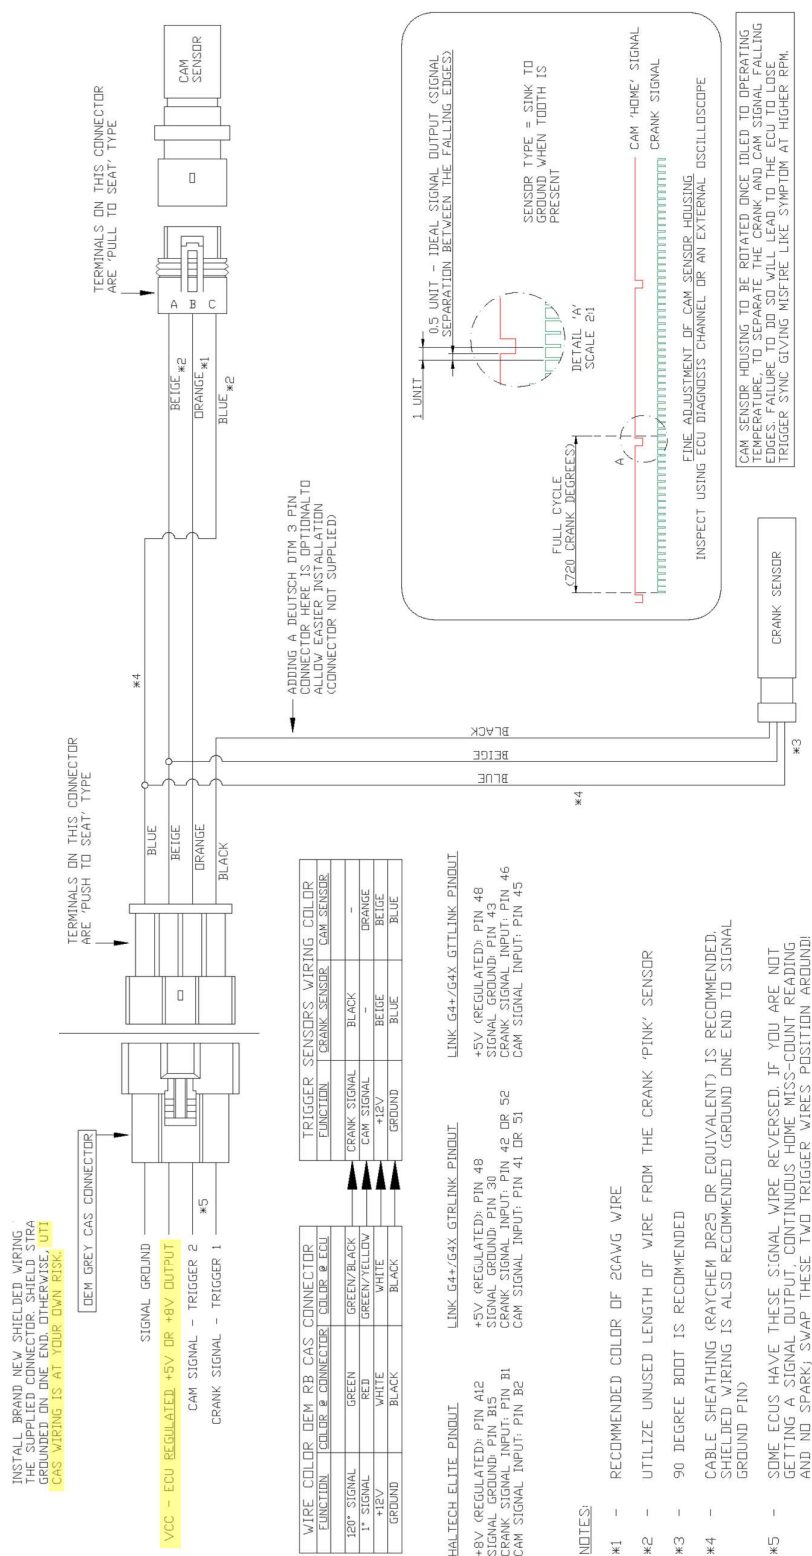 INSTALL BRAND NEW SHIELDED WIRING
THE SUPPLIED CONNECTOR. SHIELD STRA
GROUNDED ON ONE END. OTHERWISE, UTI
CAS WIRING IS AT YOUR OWN RISK.
OEM GREY CAS CONNECTOR
SIGNAL GROUND
VCC - ECU REGULATED +5V OR +8V OUTPUT
CAM SIGNAL - TRIGGER 2
*5
CRANK SIGNAL - TRIGGER 1
TERMINALS ON THIS CONNECTOR
ARE 'PUSH TO SEAT' TYPE
BLUE
BEIGE
ORANGE
BLACK
*4
ADDING A DEUTSCH DTM 3 PIN
CONNECTOR HERE IS OPTIONAL TO
ALLOW EASIER INSTALLATION
(CONNECTOR NOT SUPPLIED)
TERMINALS ON THIS CONNECTOR
ARE 'PULL TO SEAT' TYPE
BEIGE *2
ORANGE *1
BLUE *2
A
B
C
CAM
SENSOR
BLACK
BEIGE
BLUE
*4
*3
CRANK SENSOR
1 UNIT
0.5 UNIT - IDEAL SIGNAL OUTPUT (SIGNAL
SEPARATION BETWEEN THE FALLING EDGES)
SENSOR TYPE = SINK TO
GROUND WHEN TOOTH IS
PRESENT
DETAIL 'A'
SCALE 2:1
FULL CYCLE
(720 CRANK DEGREES)
A
CAM 'HOME' SIGNAL
CRANK SIGNAL
FINE ADJUSTMENT OF CAM SENSOR HOUSING
INSPECT USING ECU DIAGNOSIS CHANNEL OR AN EXTERNAL OSCILLOSCOPE
CAM SENSOR HOUSING TO BE ROTATED ONCE IDLED TO OPERATING
TEMPERATURE, TO SEPARATE THE CRANK AND CAM SIGNAL FALLING
EDGES. FAILURE TO DO SO WILL LEAD TO THE ECU TO LOSE
TRIGGER SYNC GIVING MISFIRE LIKE SYMPTOM AT HIGHER RPM.
WIRE COLOR OEM RB CAS CONNECTOR
FUNCTION COLOR @ CONNECTOR COLOR @ ECU
120° SIGNAL GREEN GREEN/BLACK
1° SIGNAL RED GREEN/YELLOW
+12V WHITE WHITE
GROUND BLACK BLACK
TRIGGER SENSORS WIRING COLOR
FUNCTION CRANK SENSOR CAM SENSOR
CRANK SIGNAL BLACK -
CAM SIGNAL - ORANGE
+12V BEIGE BEIGE
GROUND BLUE BLUE
HALTECH ELITE PINOUT
+8V (REGULATED): PIN A12
SIGNAL GROUND: PIN B15
CRANK SIGNAL INPUT: PIN B1
CAM SIGNAL INPUT: PIN B2
LINK G4+/G4X GTRLINK PINOUT
+5V (REGULATED): PIN 48
SIGNAL GROUND: PIN 30
CRANK SIGNAL INPUT: PIN 42 OR 52
CAM SIGNAL INPUT: PIN 41 OR 51
LINK G4+/G4X GTTLINK PINOUT
+5V (REGULATED): PIN 48
SIGNAL GROUND: PIN 43
CRANK SIGNAL INPUT: PIN 46
CAM SIGNAL INPUT: PIN 45
NOTES:
*1 - RECOMMENDED COLOR OF 20AWG WIRE
*2 - UTILIZE UNUSED LENGTH OF WIRE FROM THE CRANK 'PINK' SENSOR
*3 - 90 DEGREE BOOT IS RECOMMENDED
*4 - CABLE SHEATHING (RAYCHEM DR25 OR EQUIVALENT) IS RECOMMENDED.
SHIELDED WIRING IS ALSO RECOMMENDED (GROUND ONE END TO SIGNAL
GROUND PIN)
*5 - SOME ECUS HAVE THESE SIGNAL WIRE REVERSED. IF YOU ARE NOT
GETTING A SIGNAL OUTPUT, CONTINUOUS HOME MISS-COUNT READING
AND NO SPARK; SWAP THESE TWO TRIGGER WIRES POSITION AROUND!